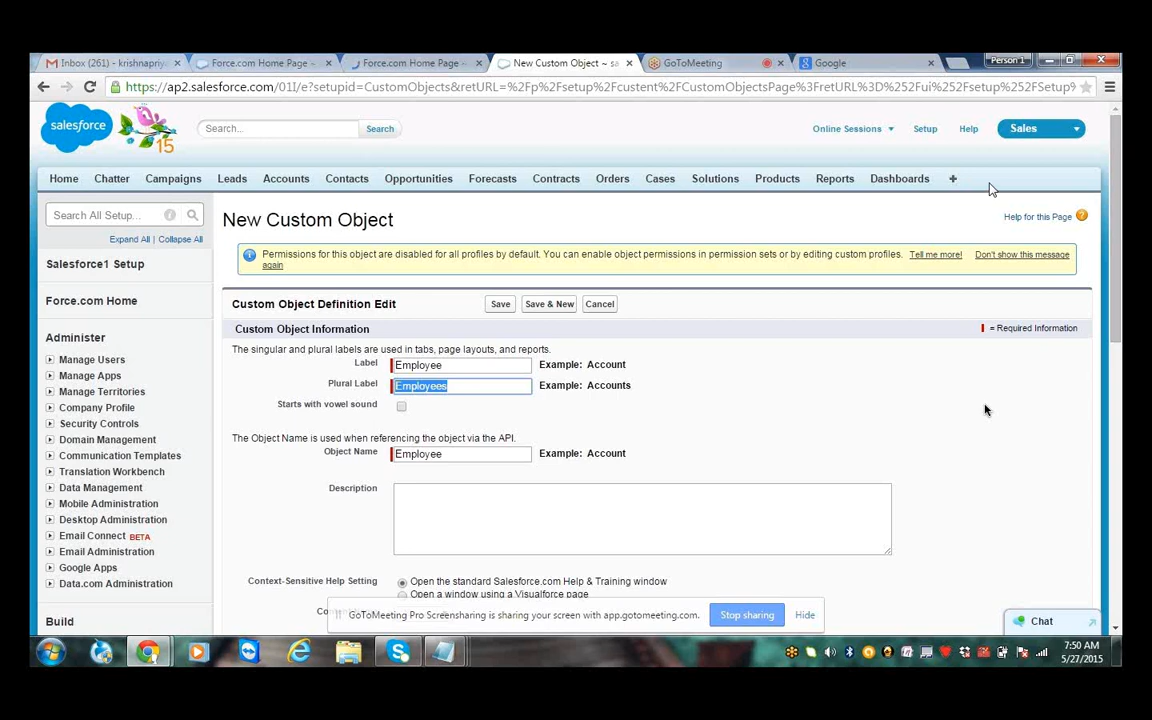 Inbox (261) - krishnapriy
Force.com Home Page ~
Force.com Home Page ~
New Custom Object ~ sa
GoToMeeting
Google
Person 1
https://ap2.salesforce.com/01I/e?setupid=CustomObjects&retURL=%2Fp%2Fsetup%2Fcustent%2FCustomObjectsPage%3FretURL%3D%252Fui%252Fsetup%252FSetup%
salesforce
15
Search...
Search
Online Sessions
Setup
Help
Sales
Home
Chatter
Campaigns
Leads
Accounts
Contacts
Opportunities
Forecasts
Contracts
Orders
Cases
Solutions
Products
Reports
Dashboards
+
Search All Setup...
Expand All | Collapse All
Salesforce1 Setup
Force.com Home
Administer
Manage Users
Manage Apps
Manage Territories
Company Profile
Security Controls
Domain Management
Communication Templates
Translation Workbench
Data Management
Mobile Administration
Desktop Administration
Email Connect BETA
Email Administration
Google Apps
Data.com Administration
Build
New Custom Object
Help for this Page
Permissions for this object are disabled for all profiles by default. You can enable object permissions in permission sets or by editing custom profiles. Tell me more! Don't show this message
again
Custom Object Definition Edit
Save
Save & New
Cancel
Custom Object Information
= Required Information
The singular and plural labels are used in tabs, page layouts, and reports.
Label Employee Example: Account
Plural Label Employees Example: Accounts
Starts with vowel sound
The Object Name is used when referencing the object via the API.
Object Name Employee Example: Account
Description
Context-Sensitive Help Setting
Open the standard Salesforce.com Help & Training window
Open a window using a Visualforce page
GoToMeeting Pro Screensharing is sharing your screen with app.gotomeeting.com.
Stop sharing
Hide
Chat
7:50 AM
5/27/2015